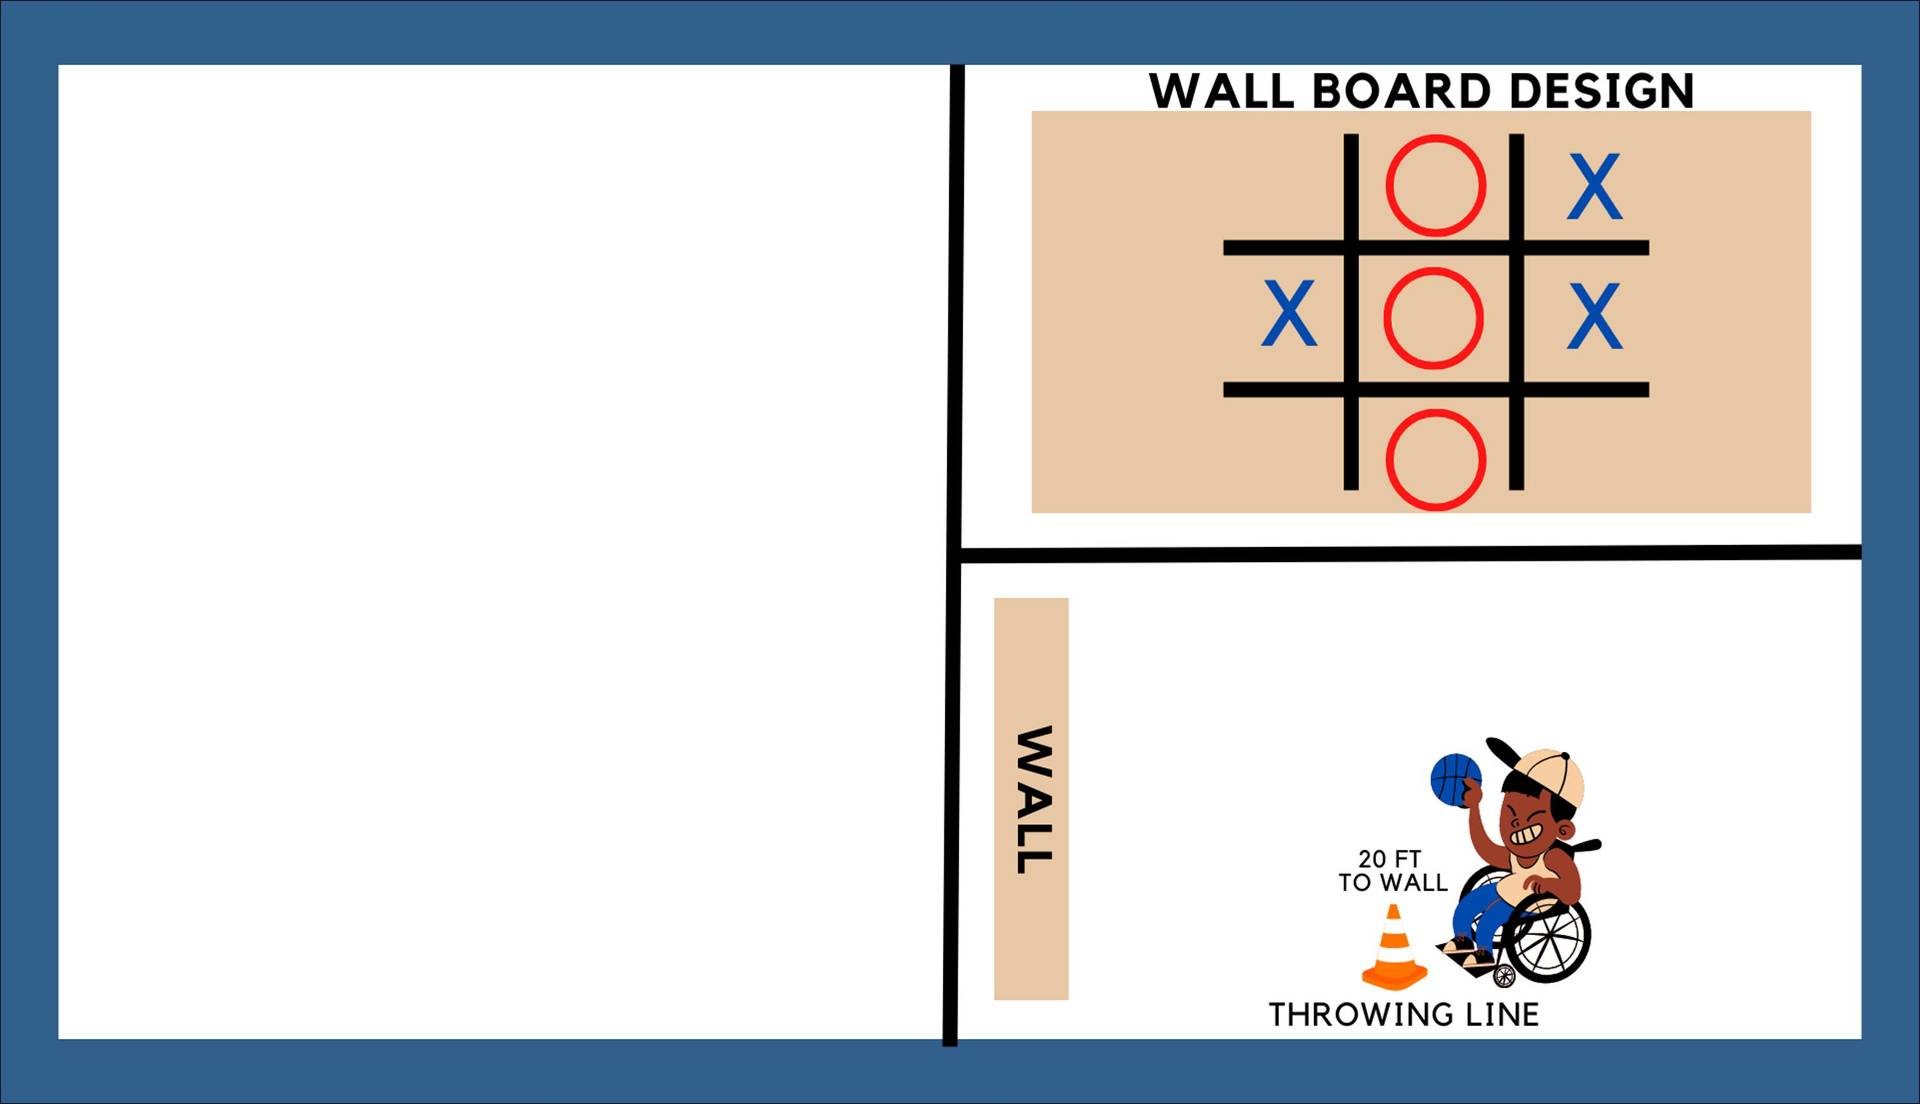 WALL BOARD DESIGN
O X
X O X
O
WALL
20 FT
TO WALL
THROWING LINE